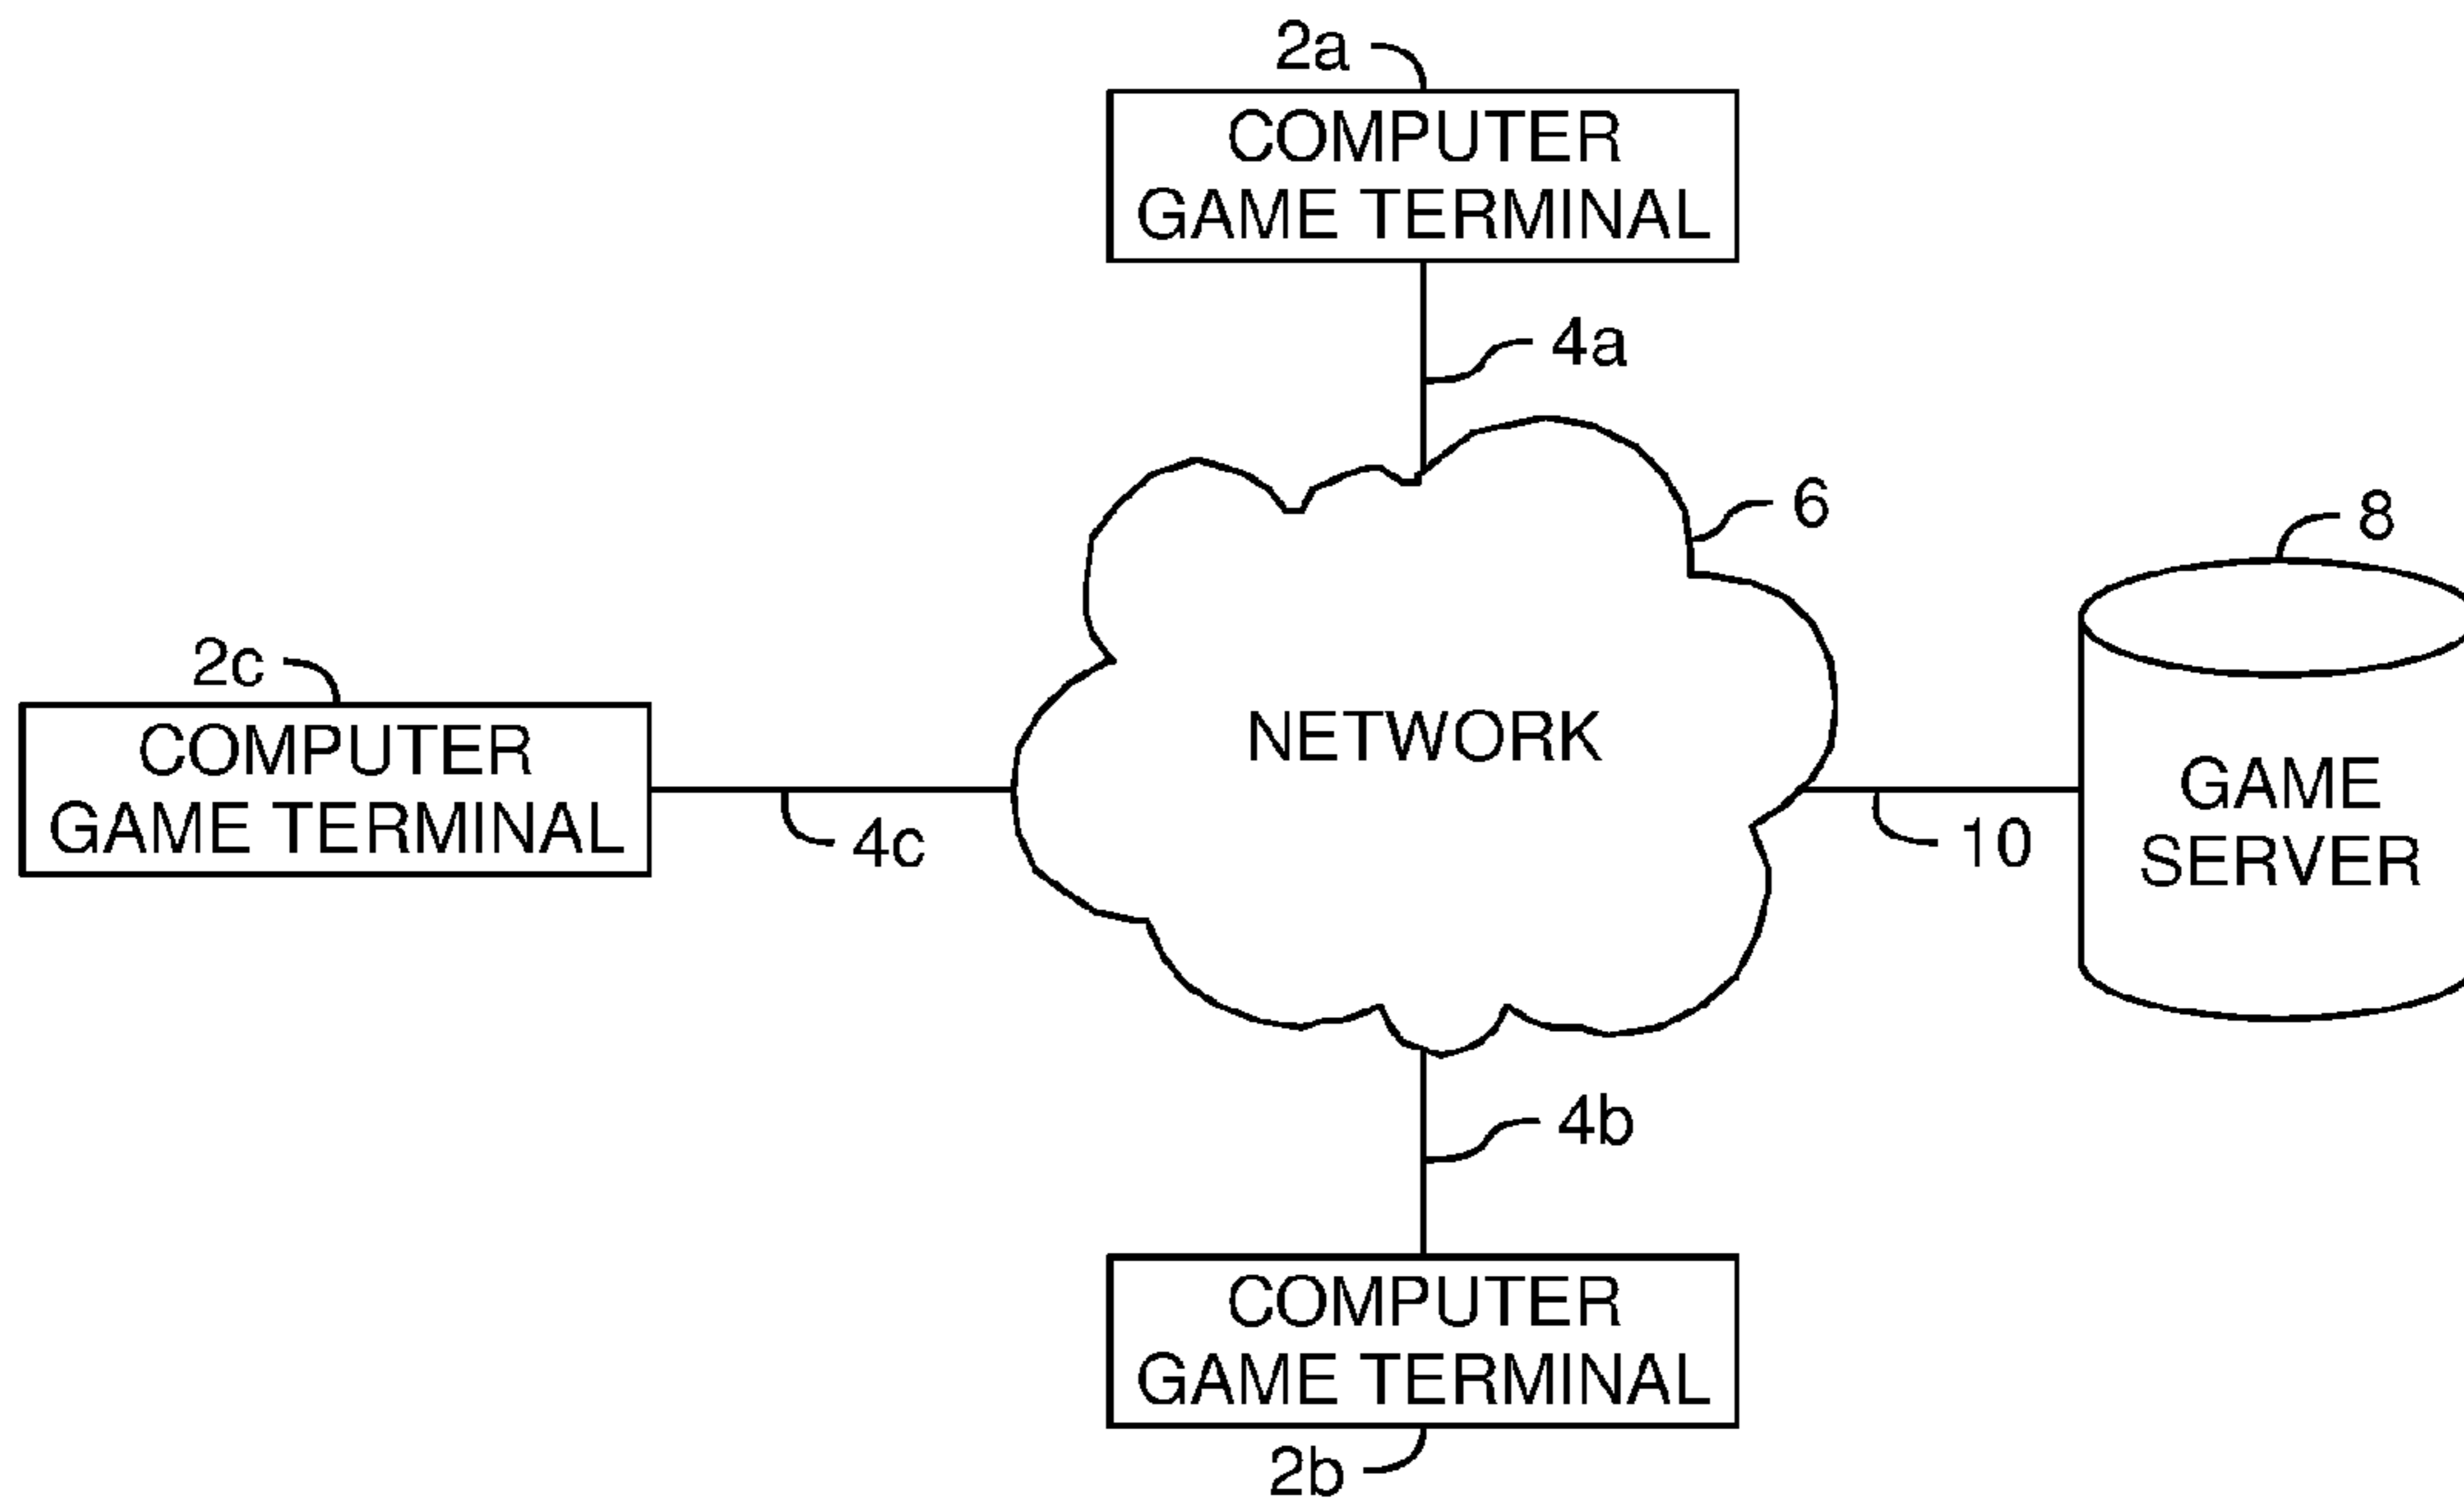 2a
COMPUTER
GAME TERMINAL
4a
6
8
2c
COMPUTER
GAME TERMINAL
NETWORK
GAME
SERVER
4c
10
4b
COMPUTER
GAME TERMINAL
2b